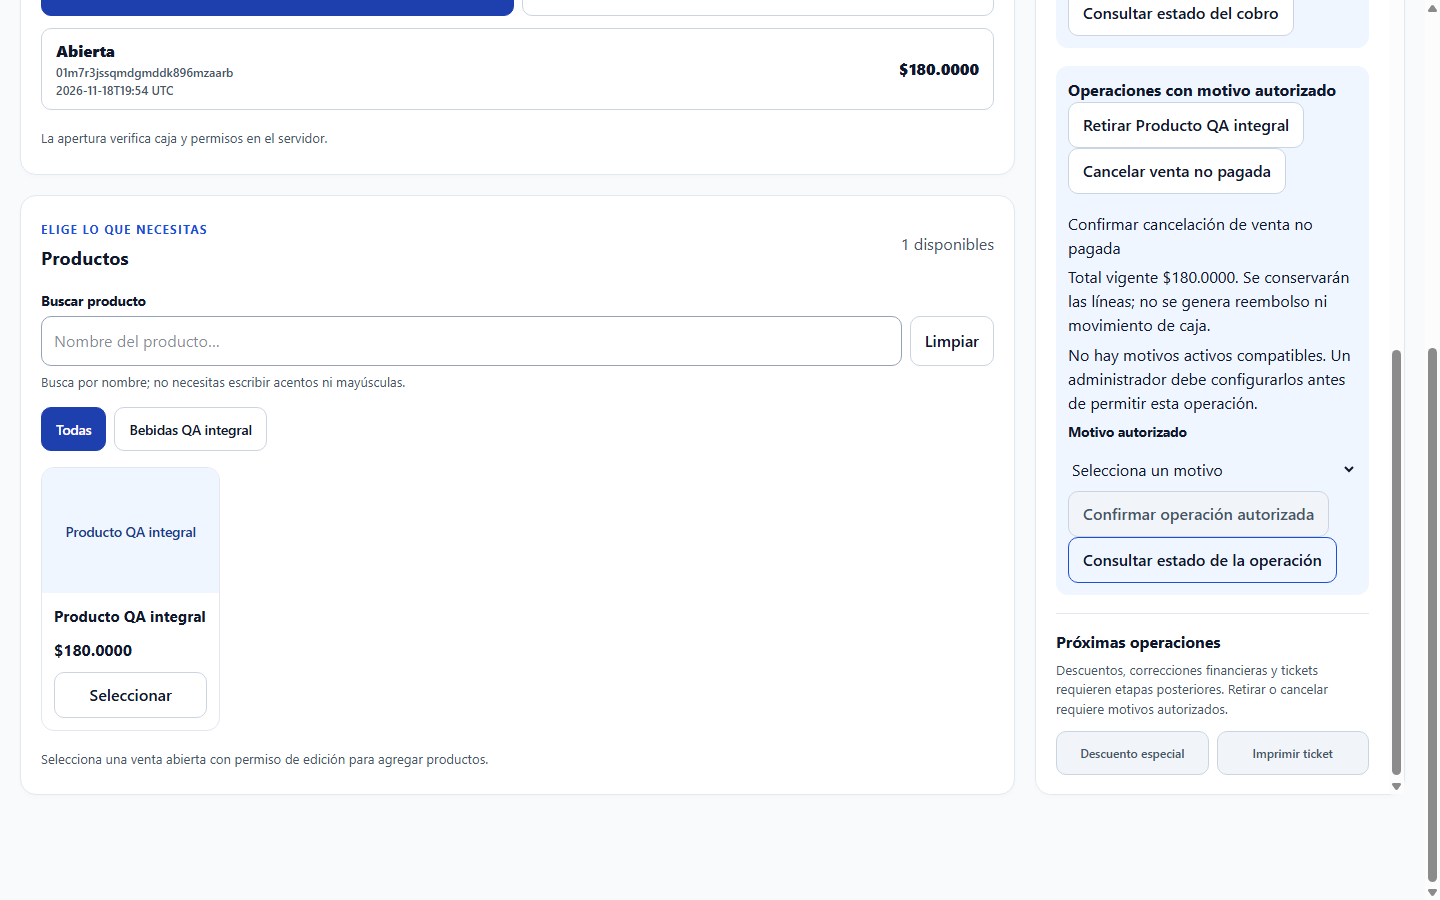 Abierta
01m7r3jssqmdgmddk896mzaarb
2026-11-18T19:54 UTC
$180.0000
La apertura verifica caja y permisos en el servidor.
ELIGE LO QUE NECESITAS
Productos
1 disponibles
Buscar producto
Nombre del producto...
Limpiar
Busca por nombre; no necesitas escribir acentos ni mayúsculas.
Todas
Bebidas QA integral
Producto QA integral
Producto QA integral
$180.0000
Seleccionar
Selecciona una venta abierta con permiso de edición para agregar productos.
Consultar estado del cobro
Operaciones con motivo autorizado
Retirar Producto QA integral
Cancelar venta no pagada
Confirmar cancelación de venta no
pagada
Total vigente $180.0000. Se conservarán
las líneas; no se genera reembolso ni
movimiento de caja.
No hay motivos activos compatibles. Un
administrador debe configurarlos antes
de permitir esta operación.
Motivo autorizado
Selecciona un motivo
Confirmar operación autorizada
Consultar estado de la operación
Próximas operaciones
Descuentos, correcciones financieras y tickets
requieren etapas posteriores. Retirar o cancelar
requiere motivos autorizados.
Descuento especial
Imprimir ticket